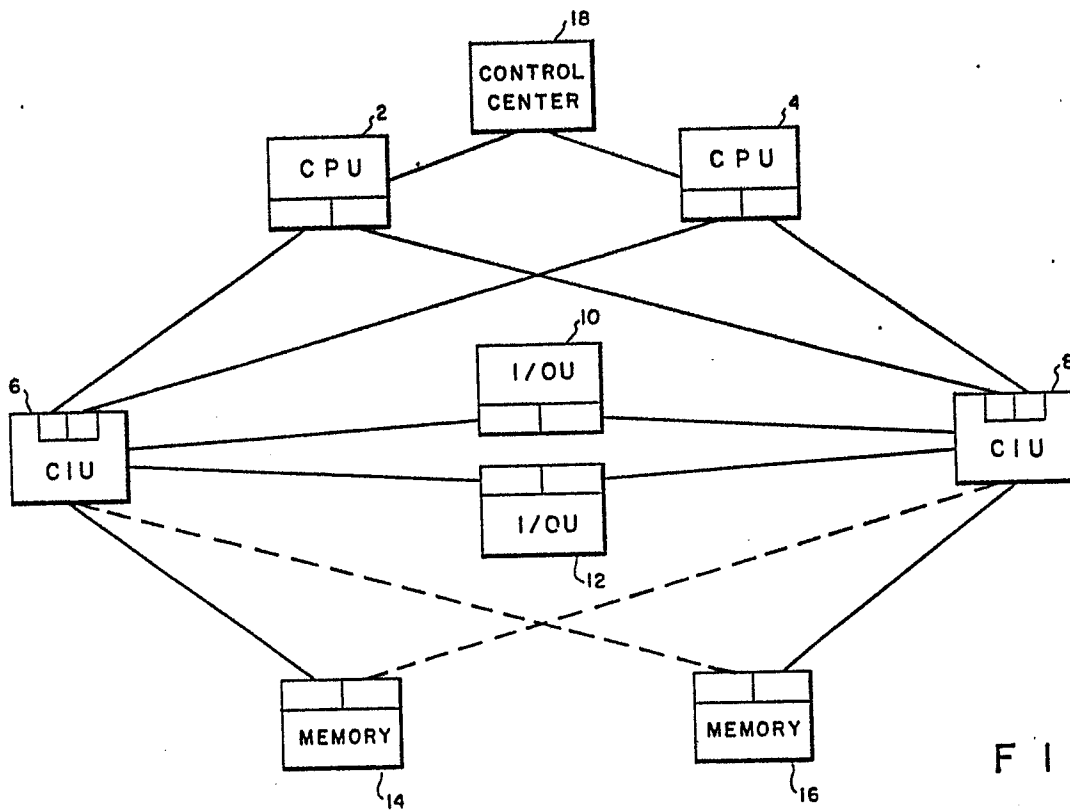 18
CONTROL
CENTER
2
CPU
4
CPU
10
I/OU
6
CIU
8
CIU
I/OU
12
MEMORY
14
MEMORY
16
F I